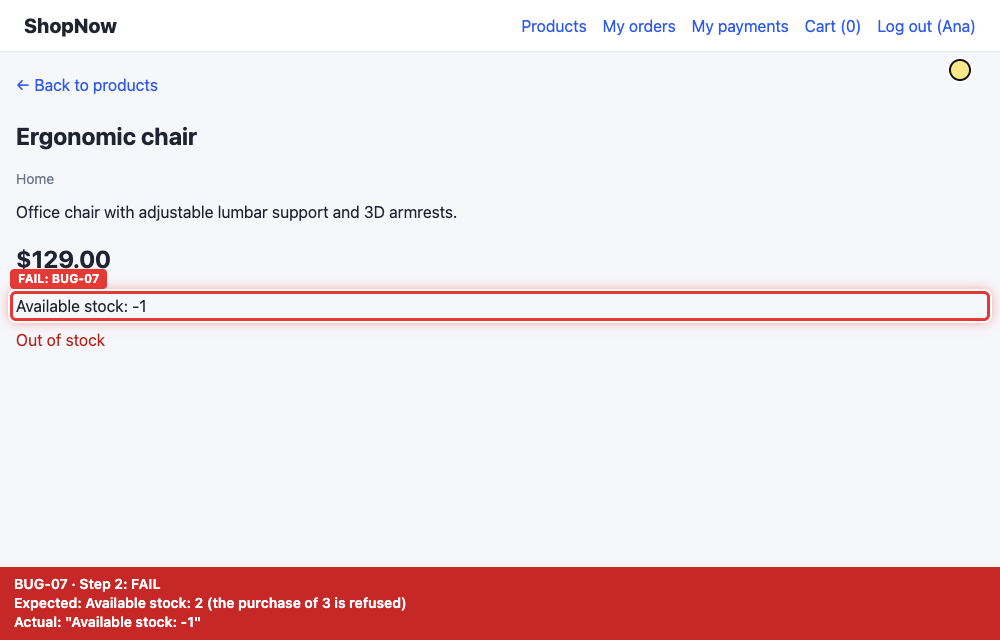 ShopNow
Products My orders My payments Cart (0) Log out (Ana)
← Back to products
Ergonomic chair
Home
Office chair with adjustable lumbar support and 3D armrests.
$129.00
FAIL: BUG-07
Available stock: -1
Out of stock
BUG-07 · Step 2: FAIL
Expected: Available stock: 2 (the purchase of 3 is refused)
Actual: "Available stock: -1"